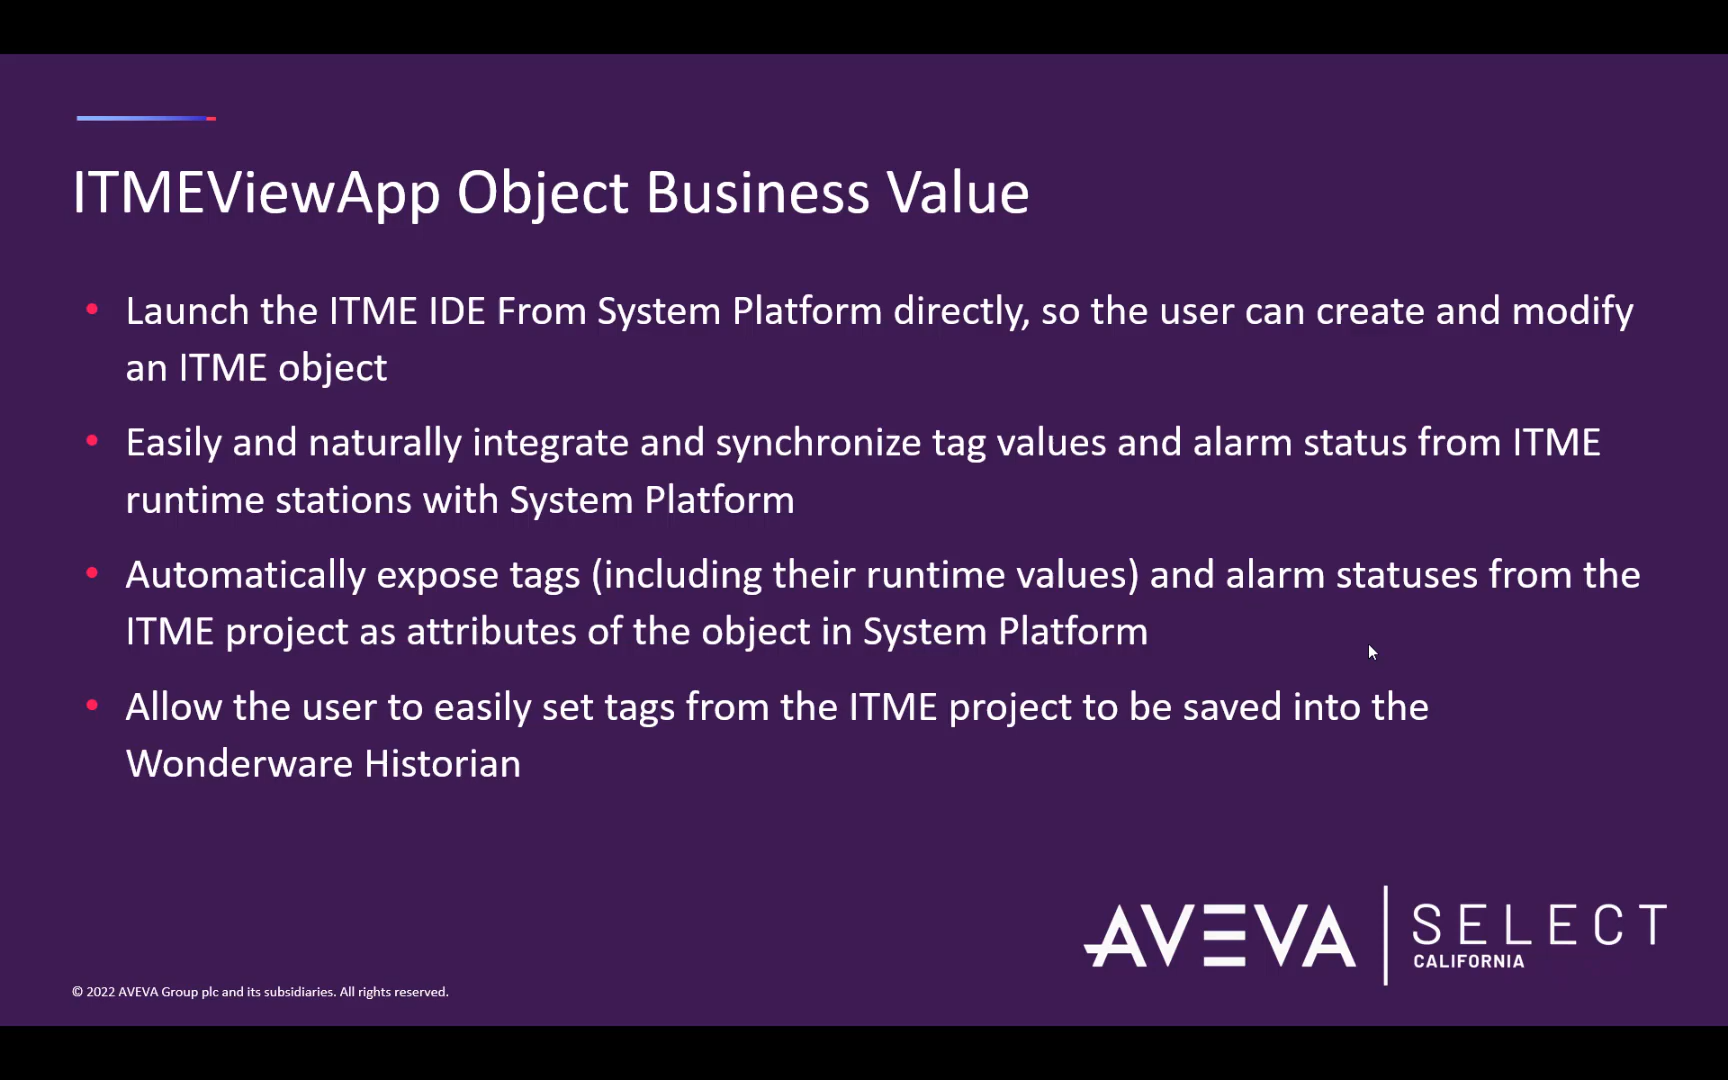 ITMEViewApp Object Business Value
• Launch the ITME IDE From System Platform directly, so the user can create and modify
an ITME object
• Easily and naturally integrate and synchronize tag values and alarm status from ITME
runtime stations with System Platform
• Automatically expose tags (including their runtime values) and alarm statuses from the
ITME project as attributes of the object in System Platform
• Allow the user to easily set tags from the ITME project to be saved into the
Wonderware Historian
AVEVA SELECT
CALIFORNIA
© 2022 AVEVA Group plc and its subsidiaries. All rights reserved.